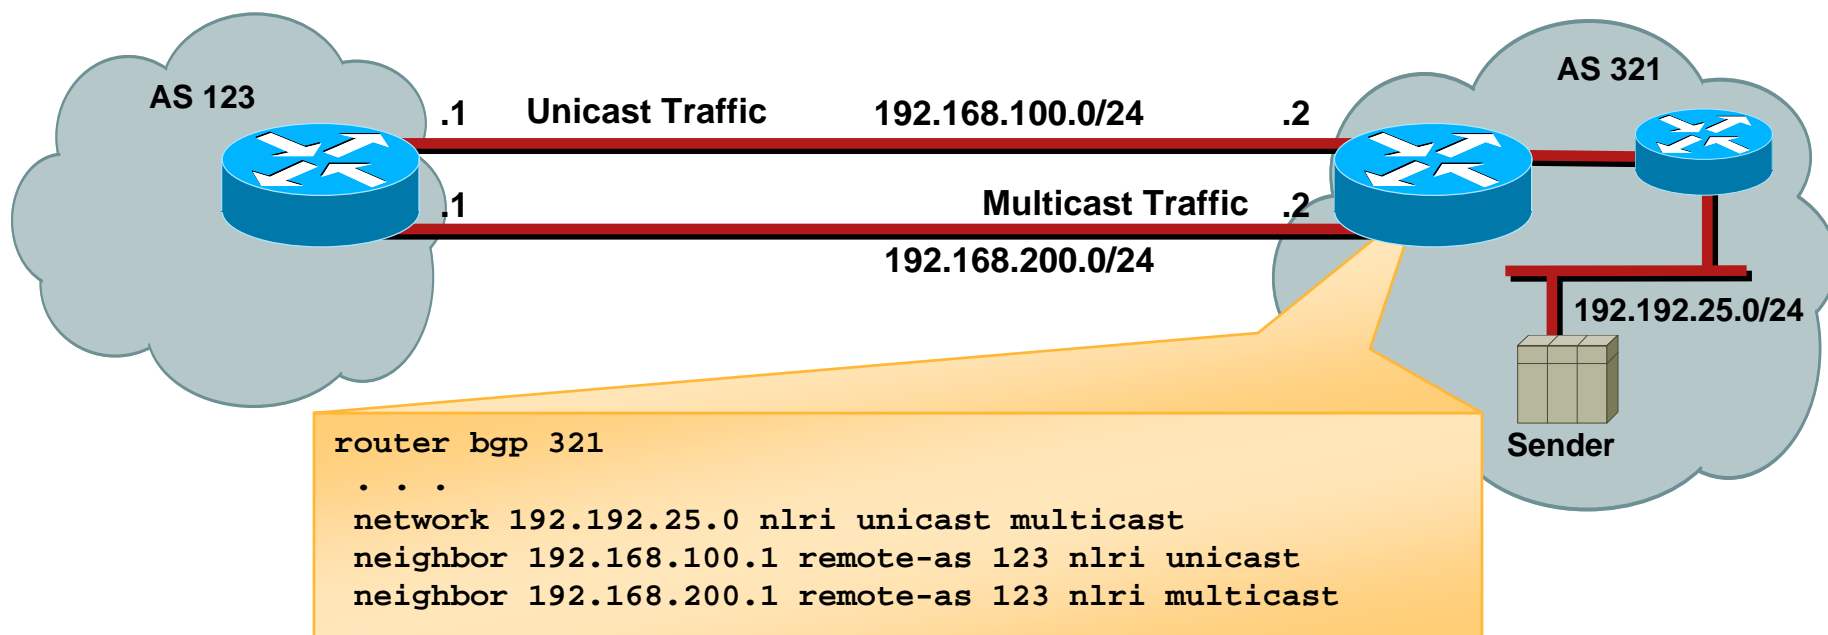 AS 123
AS 321
.1 Unicast Traffic 192.168.100.0/24 .2
.1 Multicast Traffic .2
192.168.200.0/24
192.192.25.0/24
Sender
router bgp 321
. . .
network 192.192.25.0 nlri unicast multicast
neighbor 192.168.100.1 remote-as 123 nlri unicast
neighbor 192.168.200.1 remote-as 123 nlri multicast